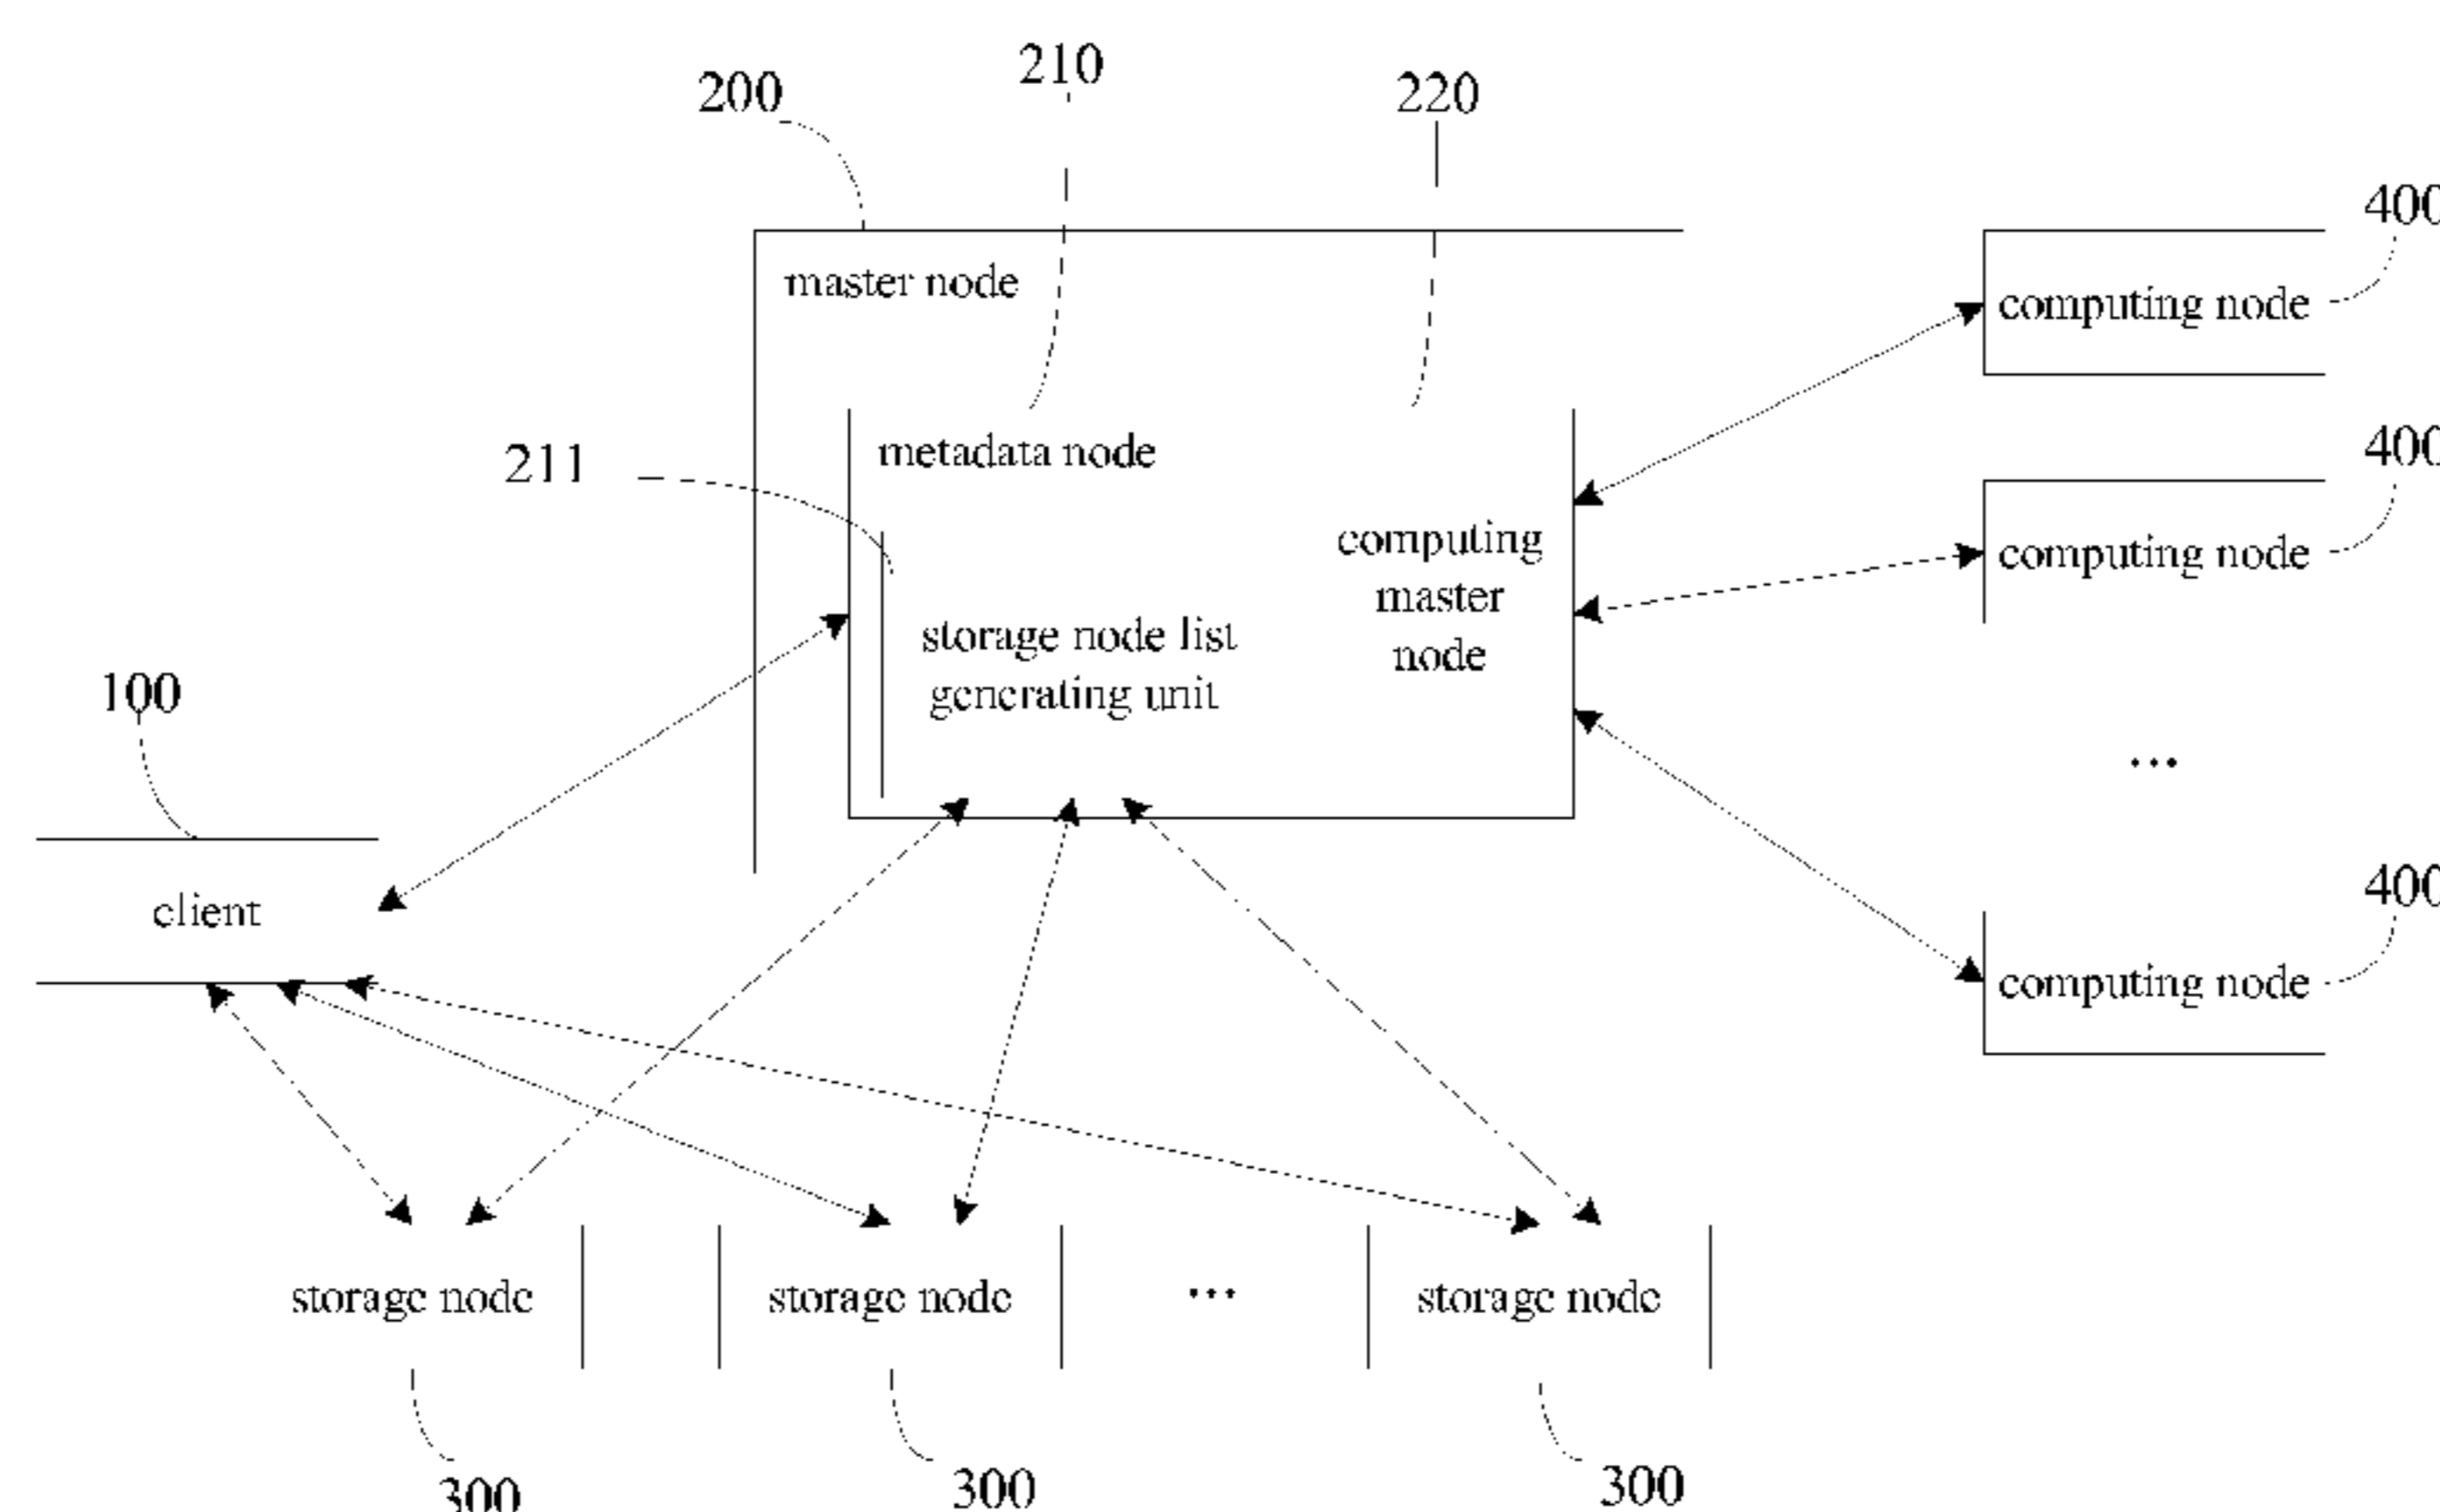 210
200
220
400
master node
computing node
400
metadata node
211
computing
master
node
computing node
storage node list
generating unit
100
...
400
client
computing node
storage node
storage node
...
storage node
300
300
300